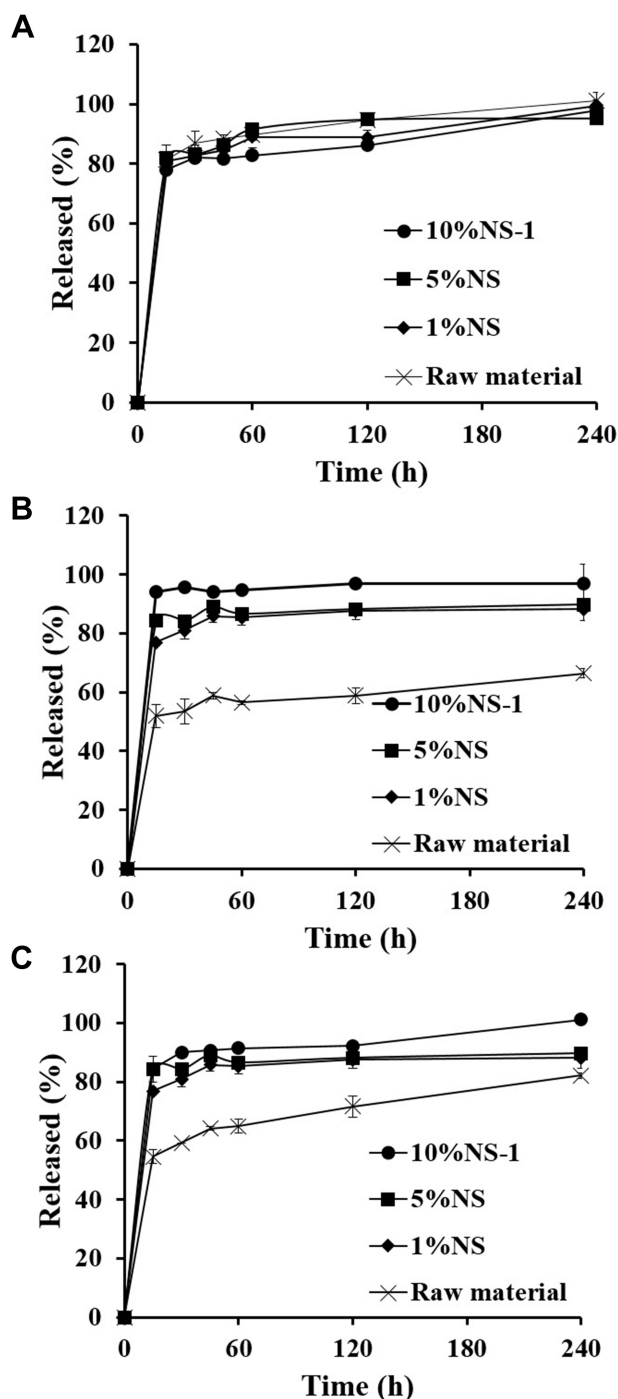 A
120
100
80
60
40
20
0
Released (%)
10%NS-1
5%NS
1%NS
Raw material
0 60 120 180 240
Time (h)
B
120
100
80
60
40
20
0
Released (%)
10%NS-1
5%NS
1%NS
Raw material
0 60 120 180 240
Time (h)
C
120
100
80
60
40
20
0
Released (%)
10%NS-1
5%NS
1%NS
Raw material
0 60 120 180 240
Time (h)